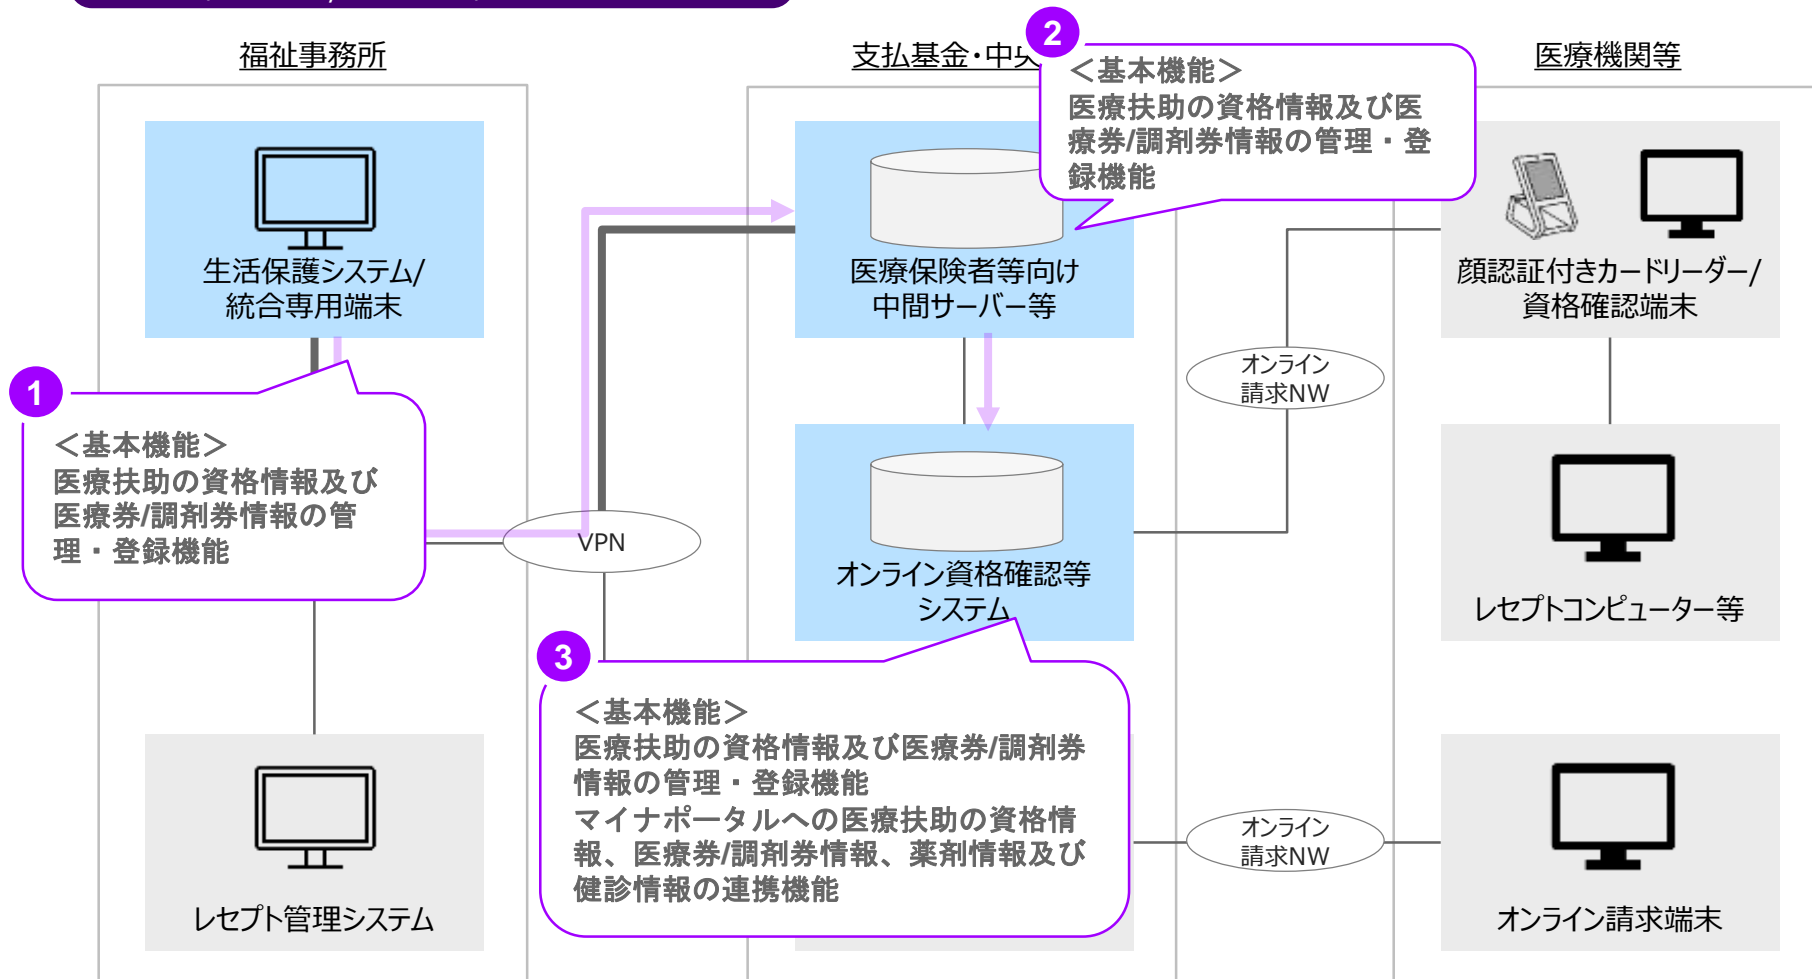 福祉事務所
支払基金・中央
医療機関等
2
＜基本機能＞
医療扶助の資格情報及び医
療券/調剤券情報の管理・登
録機能
生活保護システム/
統合専用端末
医療保険者等向け
中間サーバー等
顔認証付きカードリーダー/
資格確認端末
オンライン
請求NW
1
＜基本機能＞
医療扶助の資格情報及び
医療券/調剤券情報の管
理・登録機能
VPN
オンライン資格確認等
システム
レセプトコンピューター等
3
＜基本機能＞
医療扶助の資格情報及び医療券/調剤券
情報の管理・登録機能
マイナポータルへの医療扶助の資格情
報、医療券/調剤券情報、薬剤情報及び
健診情報の連携機能
オンライン
請求NW
レセプト管理システム
オンライン請求端末